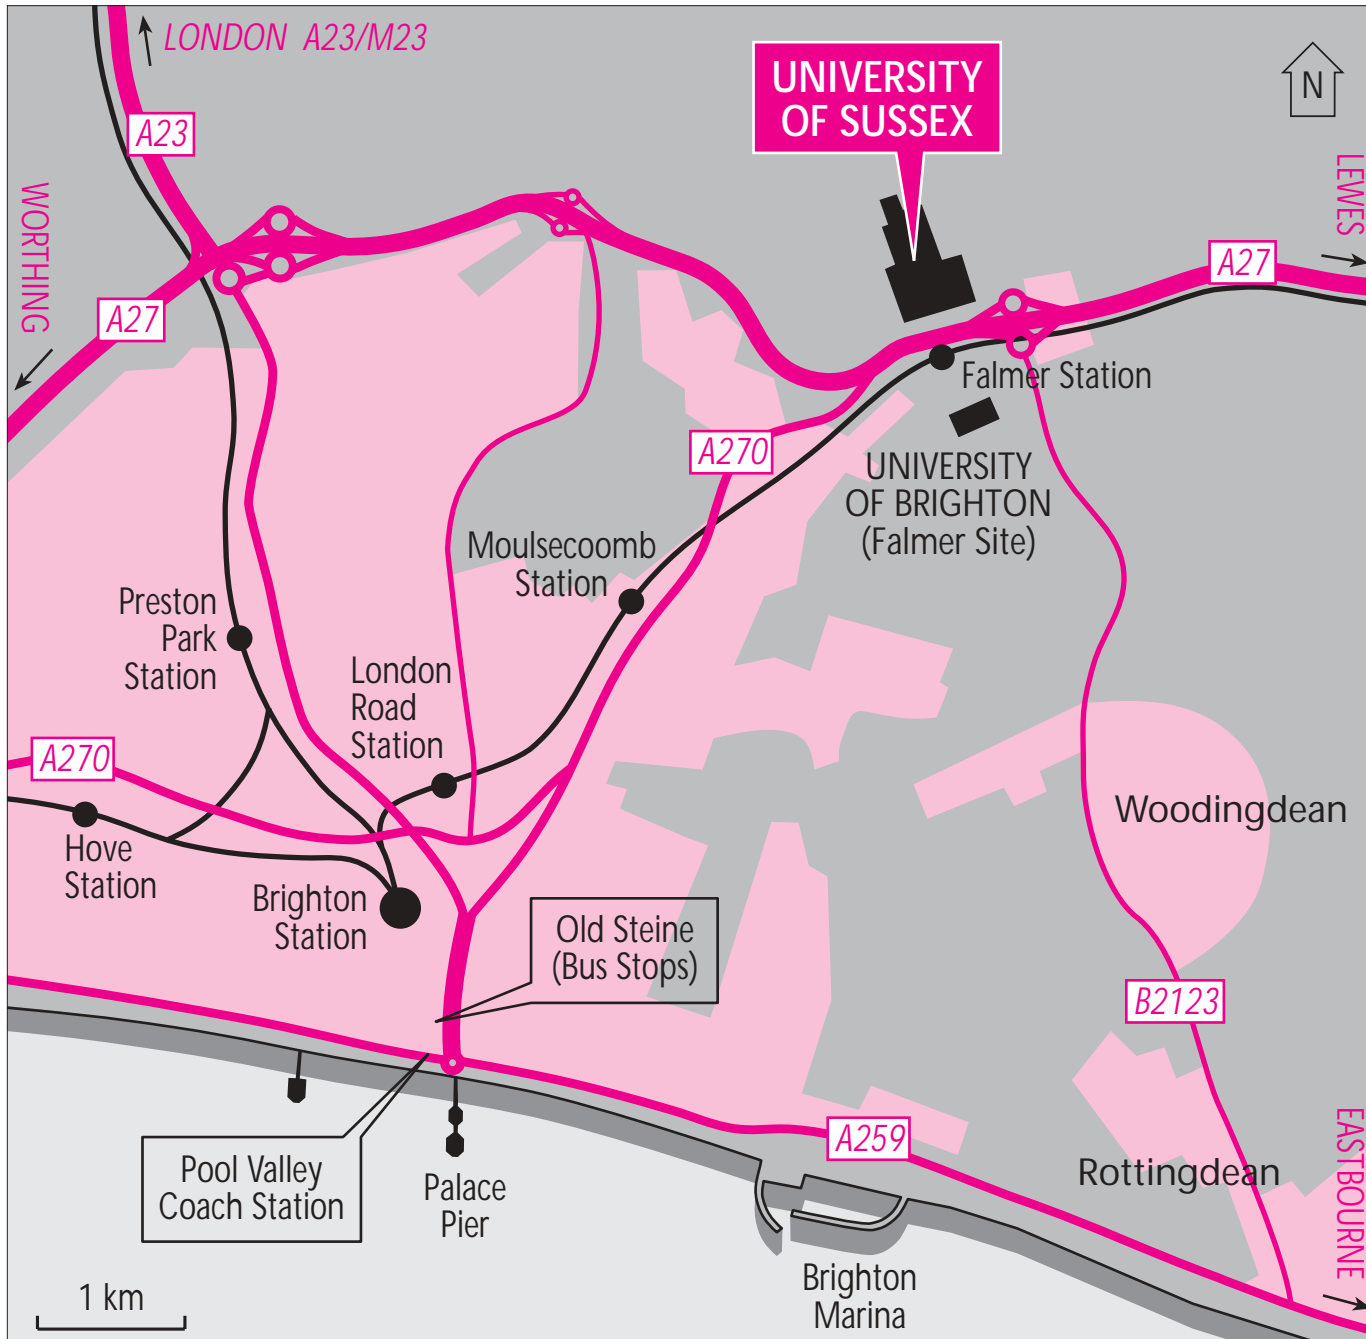 LONDON A23/M23
UNIVERSITY
OF SUSSEX
N
A23
LEWES
WORTHING
A27
A27
Falmer Station
A270
UNIVERSITY
OF BRIGHTON
(Falmer Site)
Moulsecoomb
Station
Preston
Park
Station
London
Road
Station
A270
Woodingdean
Hove
Station
Brighton
Station
Old Steine
(Bus Stops)
B2123
A259
EASTBOURNE
Pool Valley
Coach Station
Palace
Pier
Rottingdean
Brighton
Marina
1 km